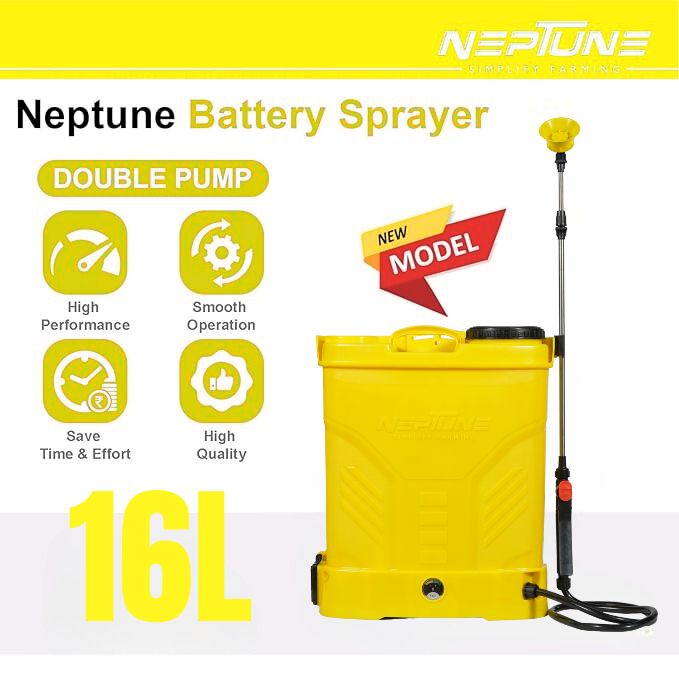 NEPTUNE
SIMPLIFY FARMING
Neptune Battery Sprayer
DOUBLE PUMP
NEW
MODEL
High
Performance
Smooth
Operation
Save
Time & Effort
High
Quality
NEPTUNE
SIMPLIFY FARMING
16L